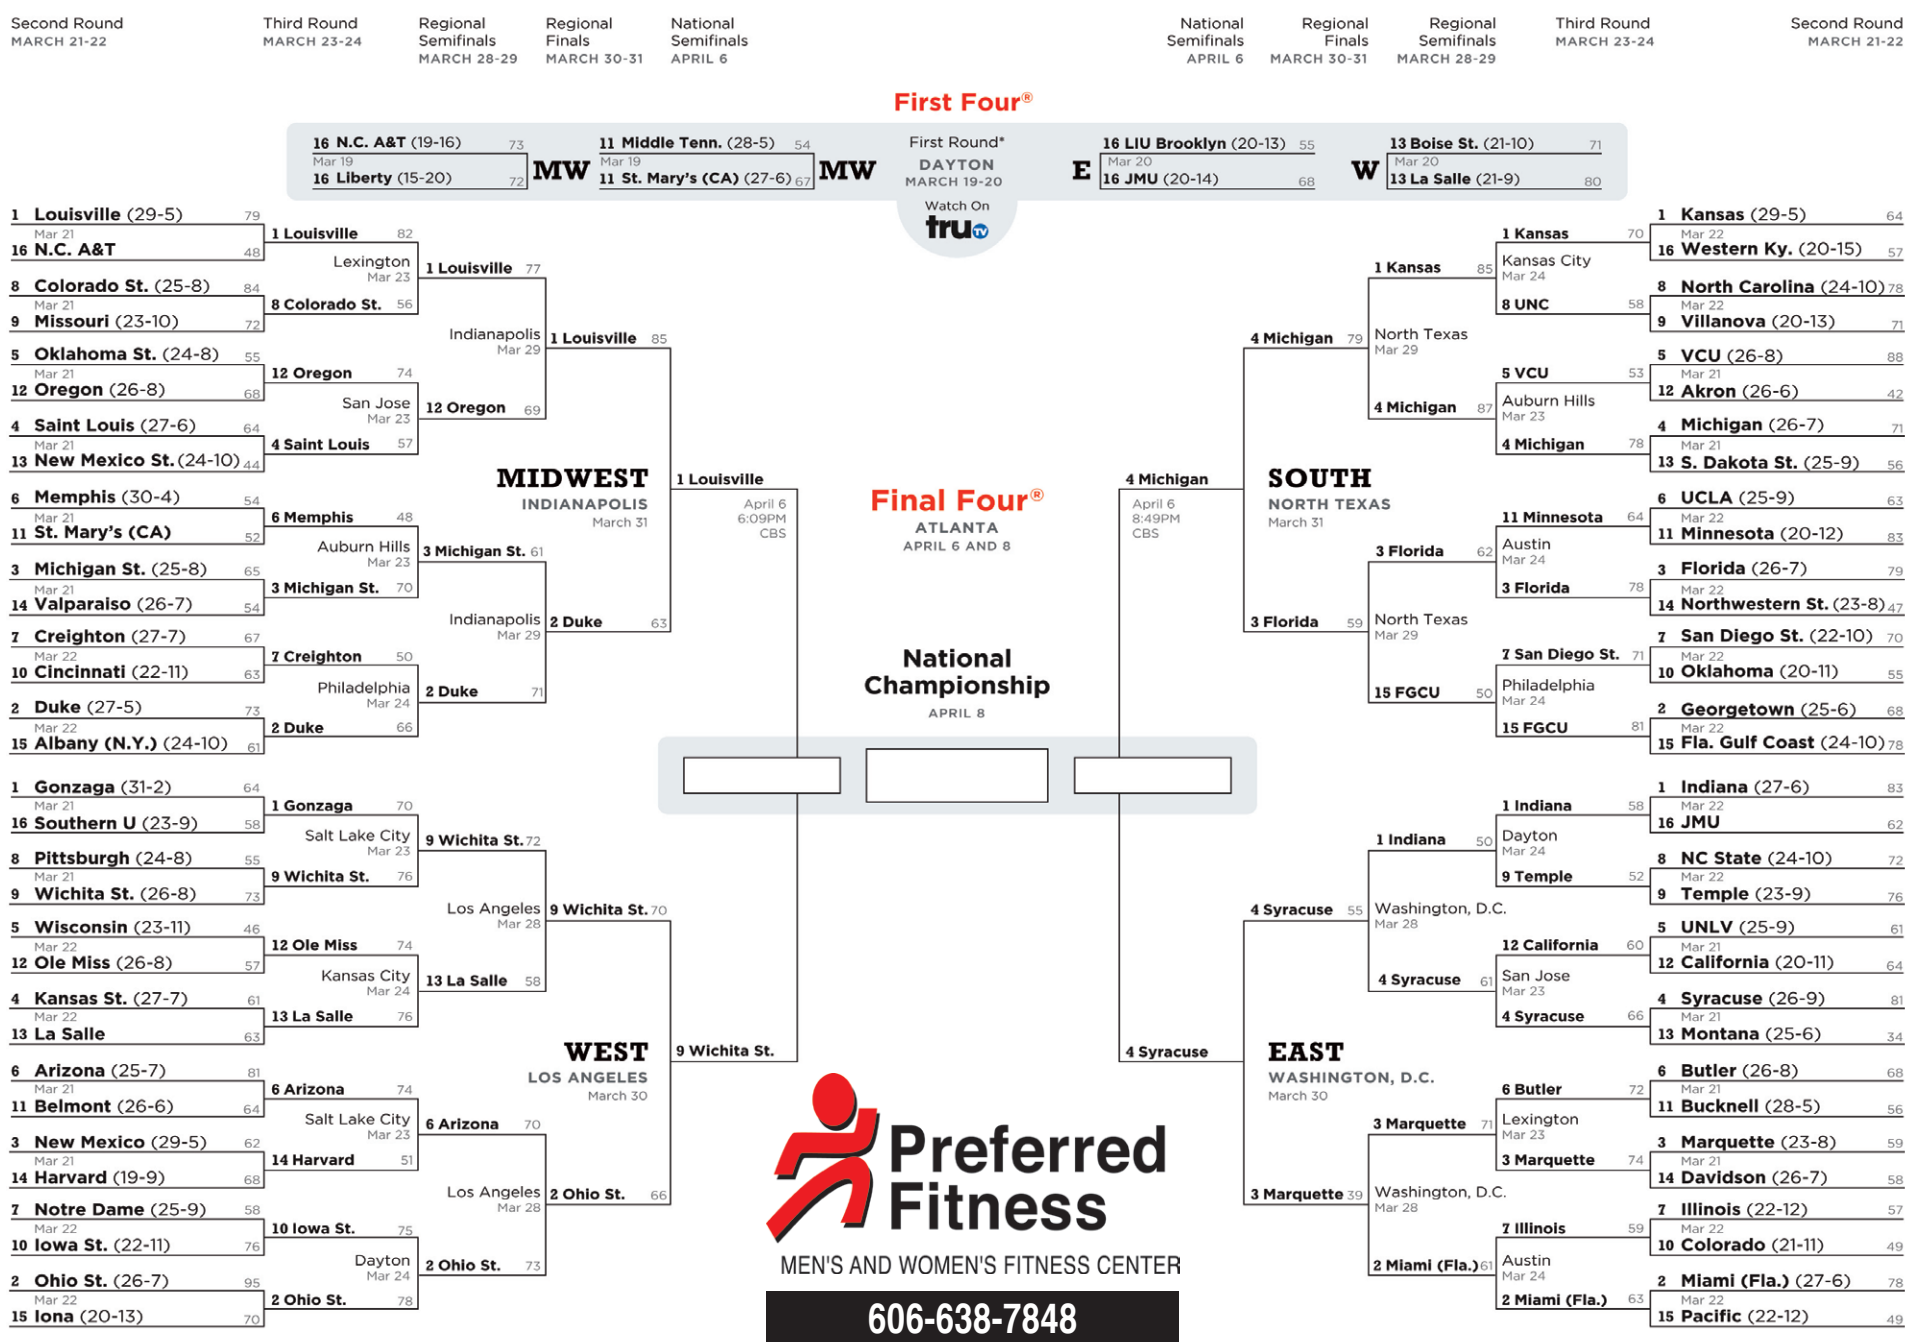 Second Round
MARCH 21-22
Third Round
MARCH 23-24
Regional
Semifinals
MARCH 28-29
Regional
Finals
MARCH 30-31
National
Semifinals
APRIL 6
National
Semifinals
APRIL 6
Regional
Finals
MARCH 30-31
Regional
Semifinals
MARCH 28-29
Third Round
MARCH 23-24
Second Round
MARCH 21-22
First Four®
16 N.C. A&T (19-16) 73
Mar 19
16 Liberty (15-20) 72
MW
11 Middle Tenn. (28-5) 54
Mar 19
11 St. Mary's (CA) (27-6) 67
MW
First Round*
DAYTON
MARCH 19-20
Watch On
truTV
E
16 LIU Brooklyn (20-13) 55
Mar 20
16 JMU (20-14) 68
W
13 Boise St. (21-10) 71
Mar 20
13 La Salle (21-9) 80
1 Louisville (29-5) 79
Mar 21
16 N.C. A&T 48
8 Colorado St. (25-8) 84
Mar 21
9 Missouri (23-10) 72
5 Oklahoma St. (24-8) 55
Mar 21
12 Oregon (26-8) 68
4 Saint Louis (27-6) 64
Mar 21
13 New Mexico St. (24-10) 44
6 Memphis (30-4) 54
Mar 21
11 St. Mary's (CA) 52
3 Michigan St. (25-8) 65
Mar 21
14 Valparaiso (26-7) 54
7 Creighton (27-7) 67
Mar 22
10 Cincinnati (22-11) 63
2 Duke (27-5) 73
Mar 22
15 Albany (N.Y.) (24-10) 61
1 Louisville 82
Lexington
Mar 23
8 Colorado St. 56
12 Oregon 74
San Jose
Mar 23
4 Saint Louis 57
6 Memphis 48
Auburn Hills
Mar 23
3 Michigan St. 70
7 Creighton 50
Philadelphia
Mar 24
2 Duke 66
1 Louisville 77
Indianapolis
Mar 29
12 Oregon 69
3 Michigan St. 61
Indianapolis
Mar 29
2 Duke 71
1 Louisville 85
MIDWEST
INDIANAPOLIS
March 31
2 Duke 63
1 Louisville
April 6
6:09PM
CBS
1 Gonzaga (31-2) 64
Mar 21
16 Southern U (23-9) 58
8 Pittsburgh (24-8) 55
Mar 21
9 Wichita St. (26-8) 73
5 Wisconsin (23-11) 46
Mar 22
12 Ole Miss (26-8) 57
4 Kansas St. (27-7) 61
Mar 22
13 La Salle 63
6 Arizona (25-7) 81
Mar 21
11 Belmont (26-6) 64
3 New Mexico (29-5) 62
Mar 21
14 Harvard (19-9) 68
7 Notre Dame (25-9) 58
Mar 22
10 Iowa St. (22-11) 76
2 Ohio St. (26-7) 95
Mar 22
15 Iona (20-13) 70
1 Gonzaga 70
Salt Lake City
Mar 23
9 Wichita St. 76
12 Ole Miss 74
Kansas City
Mar 24
13 La Salle 76
6 Arizona 74
Salt Lake City
Mar 23
14 Harvard 51
10 Iowa St. 75
Dayton
Mar 24
2 Ohio St. 78
9 Wichita St. 72
Los Angeles
Mar 28
13 La Salle 58
6 Arizona 70
Los Angeles
Mar 28
2 Ohio St. 73
9 Wichita St. 70
WEST
LOS ANGELES
March 30
2 Ohio St. 66
9 Wichita St.
Final Four®
ATLANTA
APRIL 6 AND 8
National
Championship
APRIL 8
4 Michigan
April 6
8:49PM
CBS
4 Michigan 79
SOUTH
NORTH TEXAS
March 31
3 Florida 59
1 Kansas 85
North Texas
Mar 29
4 Michigan 87
3 Florida 62
North Texas
Mar 29
15 FGCU 50
1 Kansas 70
Kansas City
Mar 24
8 UNC 58
5 VCU 53
Auburn Hills
Mar 23
4 Michigan 78
11 Minnesota 64
Austin
Mar 24
3 Florida 78
7 San Diego St. 71
Philadelphia
Mar 24
15 FGCU 81
1 Kansas (29-5) 64
Mar 22
16 Western Ky. (20-15) 57
8 North Carolina (24-10) 78
Mar 22
9 Villanova (20-13) 71
5 VCU (26-8) 88
Mar 21
12 Akron (26-6) 42
4 Michigan (26-7) 71
Mar 21
13 S. Dakota St. (25-9) 56
6 UCLA (25-9) 63
Mar 22
11 Minnesota (20-12) 83
3 Florida (26-7) 79
Mar 22
14 Northwestern St. (23-8) 47
7 San Diego St. (22-10) 70
Mar 22
10 Oklahoma (20-11) 55
2 Georgetown (25-6) 68
Mar 22
15 Fla. Gulf Coast (24-10) 78
4 Syracuse
4 Syracuse 55
EAST
WASHINGTON, D.C.
March 30
3 Marquette 39
1 Indiana 50
Washington, D.C.
Mar 28
4 Syracuse 61
3 Marquette 71
Washington, D.C.
Mar 28
2 Miami (Fla.) 61
1 Indiana 58
Dayton
Mar 24
9 Temple 52
12 California 60
San Jose
Mar 23
4 Syracuse 66
6 Butler 72
Lexington
Mar 23
3 Marquette 74
7 Illinois 59
Austin
Mar 24
2 Miami (Fla.) 63
1 Indiana (27-6) 83
Mar 22
16 JMU 62
8 NC State (24-10) 72
Mar 22
9 Temple (23-9) 76
5 UNLV (25-9) 61
Mar 21
12 California (20-11) 64
4 Syracuse (26-9) 81
Mar 21
13 Montana (25-6) 34
6 Butler (26-8) 68
Mar 21
11 Bucknell (28-5) 56
3 Marquette (23-8) 59
Mar 21
14 Davidson (26-7) 58
7 Illinois (22-12) 57
Mar 22
10 Colorado (21-11) 49
2 Miami (Fla.) (27-6) 78
Mar 22
15 Pacific (22-12) 49
Preferred
Fitness
MEN'S AND WOMEN'S FITNESS CENTER
606-638-7848